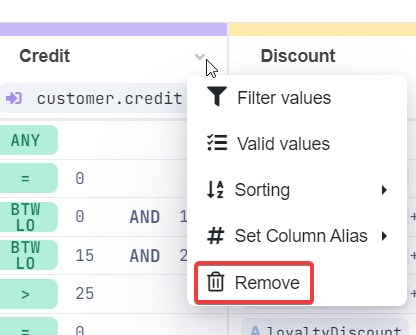 Credit
Discount
customer.credit
Filter values
ANY
Valid values
= 0
BTW LO 0 AND 1
Sorting
BTW LO 15 AND 2
Set Column Alias
> 25
Remove
= 0
A loyaltyDiscount